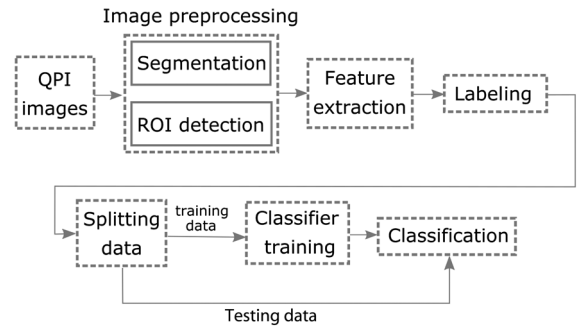 Image preprocessing
QPI
images
Segmentation
ROI detection
Feature
extraction
Labeling
Splitting
data
training
data
Classifier
training
Classification
Testing data